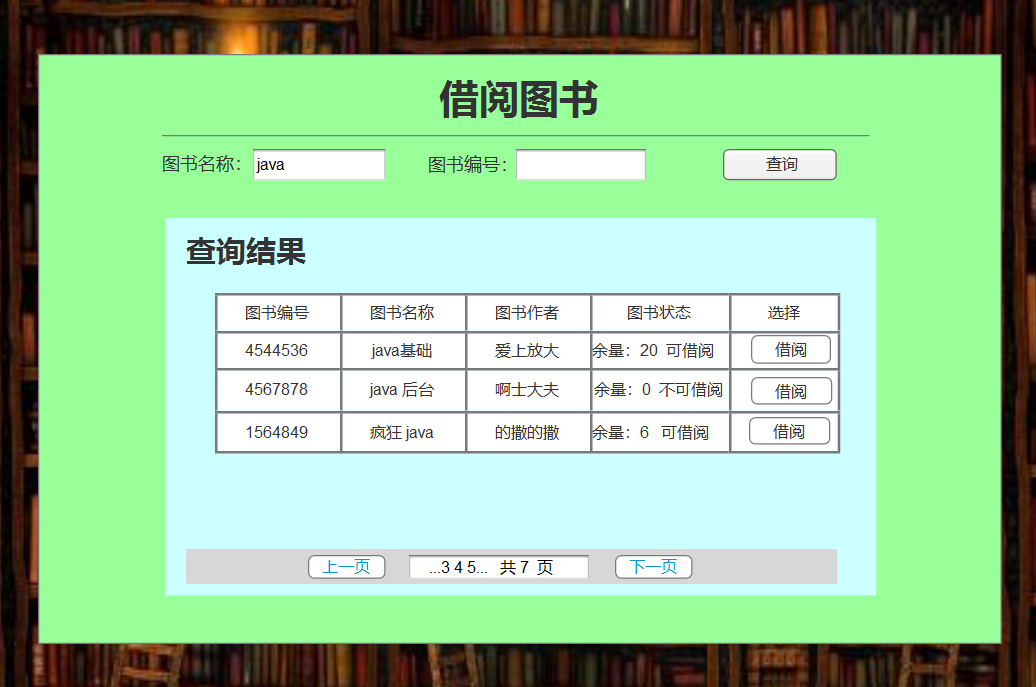 借阅图书
图书名称： java 图书编号： 查询
查询结果
图书编号 图书名称 图书作者 图书状态 选择
4544536 java基础 爱上放大 余量：20 可借阅 借阅
4567878 java 后台 啊士大夫 余量：0 不可借阅 借阅
1564849 疯狂 java 的撒的撒 余量：6 可借阅 借阅
上一页 ...3 4 5... 共 7 页 下一页